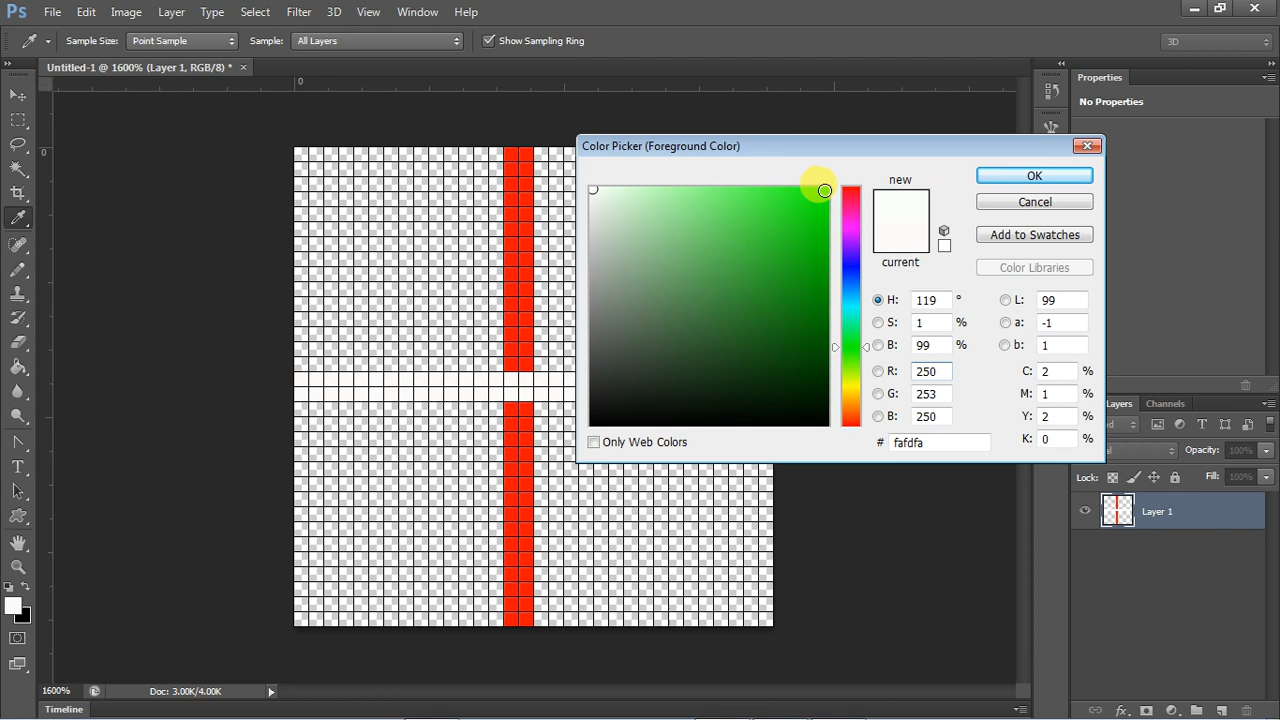 Ps File Edit Image Layer Type Select Filter 3D View Window Help
Sample Size: Point Sample Sample: All Layers Show Sampling Ring 3D
Untitled-1 @ 1600% (Layer 1, RGB/8) * ×
Properties
No Properties
0
0
Color Picker (Foreground Color)
new
current
OK
Cancel
Add to Swatches
Color Libraries
H: 119 °
S: 1 %
B: 99 %
R: 250
G: 253
B: 250
# fafdfa
L: 99
a: -1
b: 1
C: 2 %
M: 1 %
Y: 2 %
K: 0 %
Only Web Colors
Layers Channels
Opacity: 100%
Lock: Fill: 100%
Layer 1
T
1600% Doc: 3.00K/4.00K
Timeline
fx